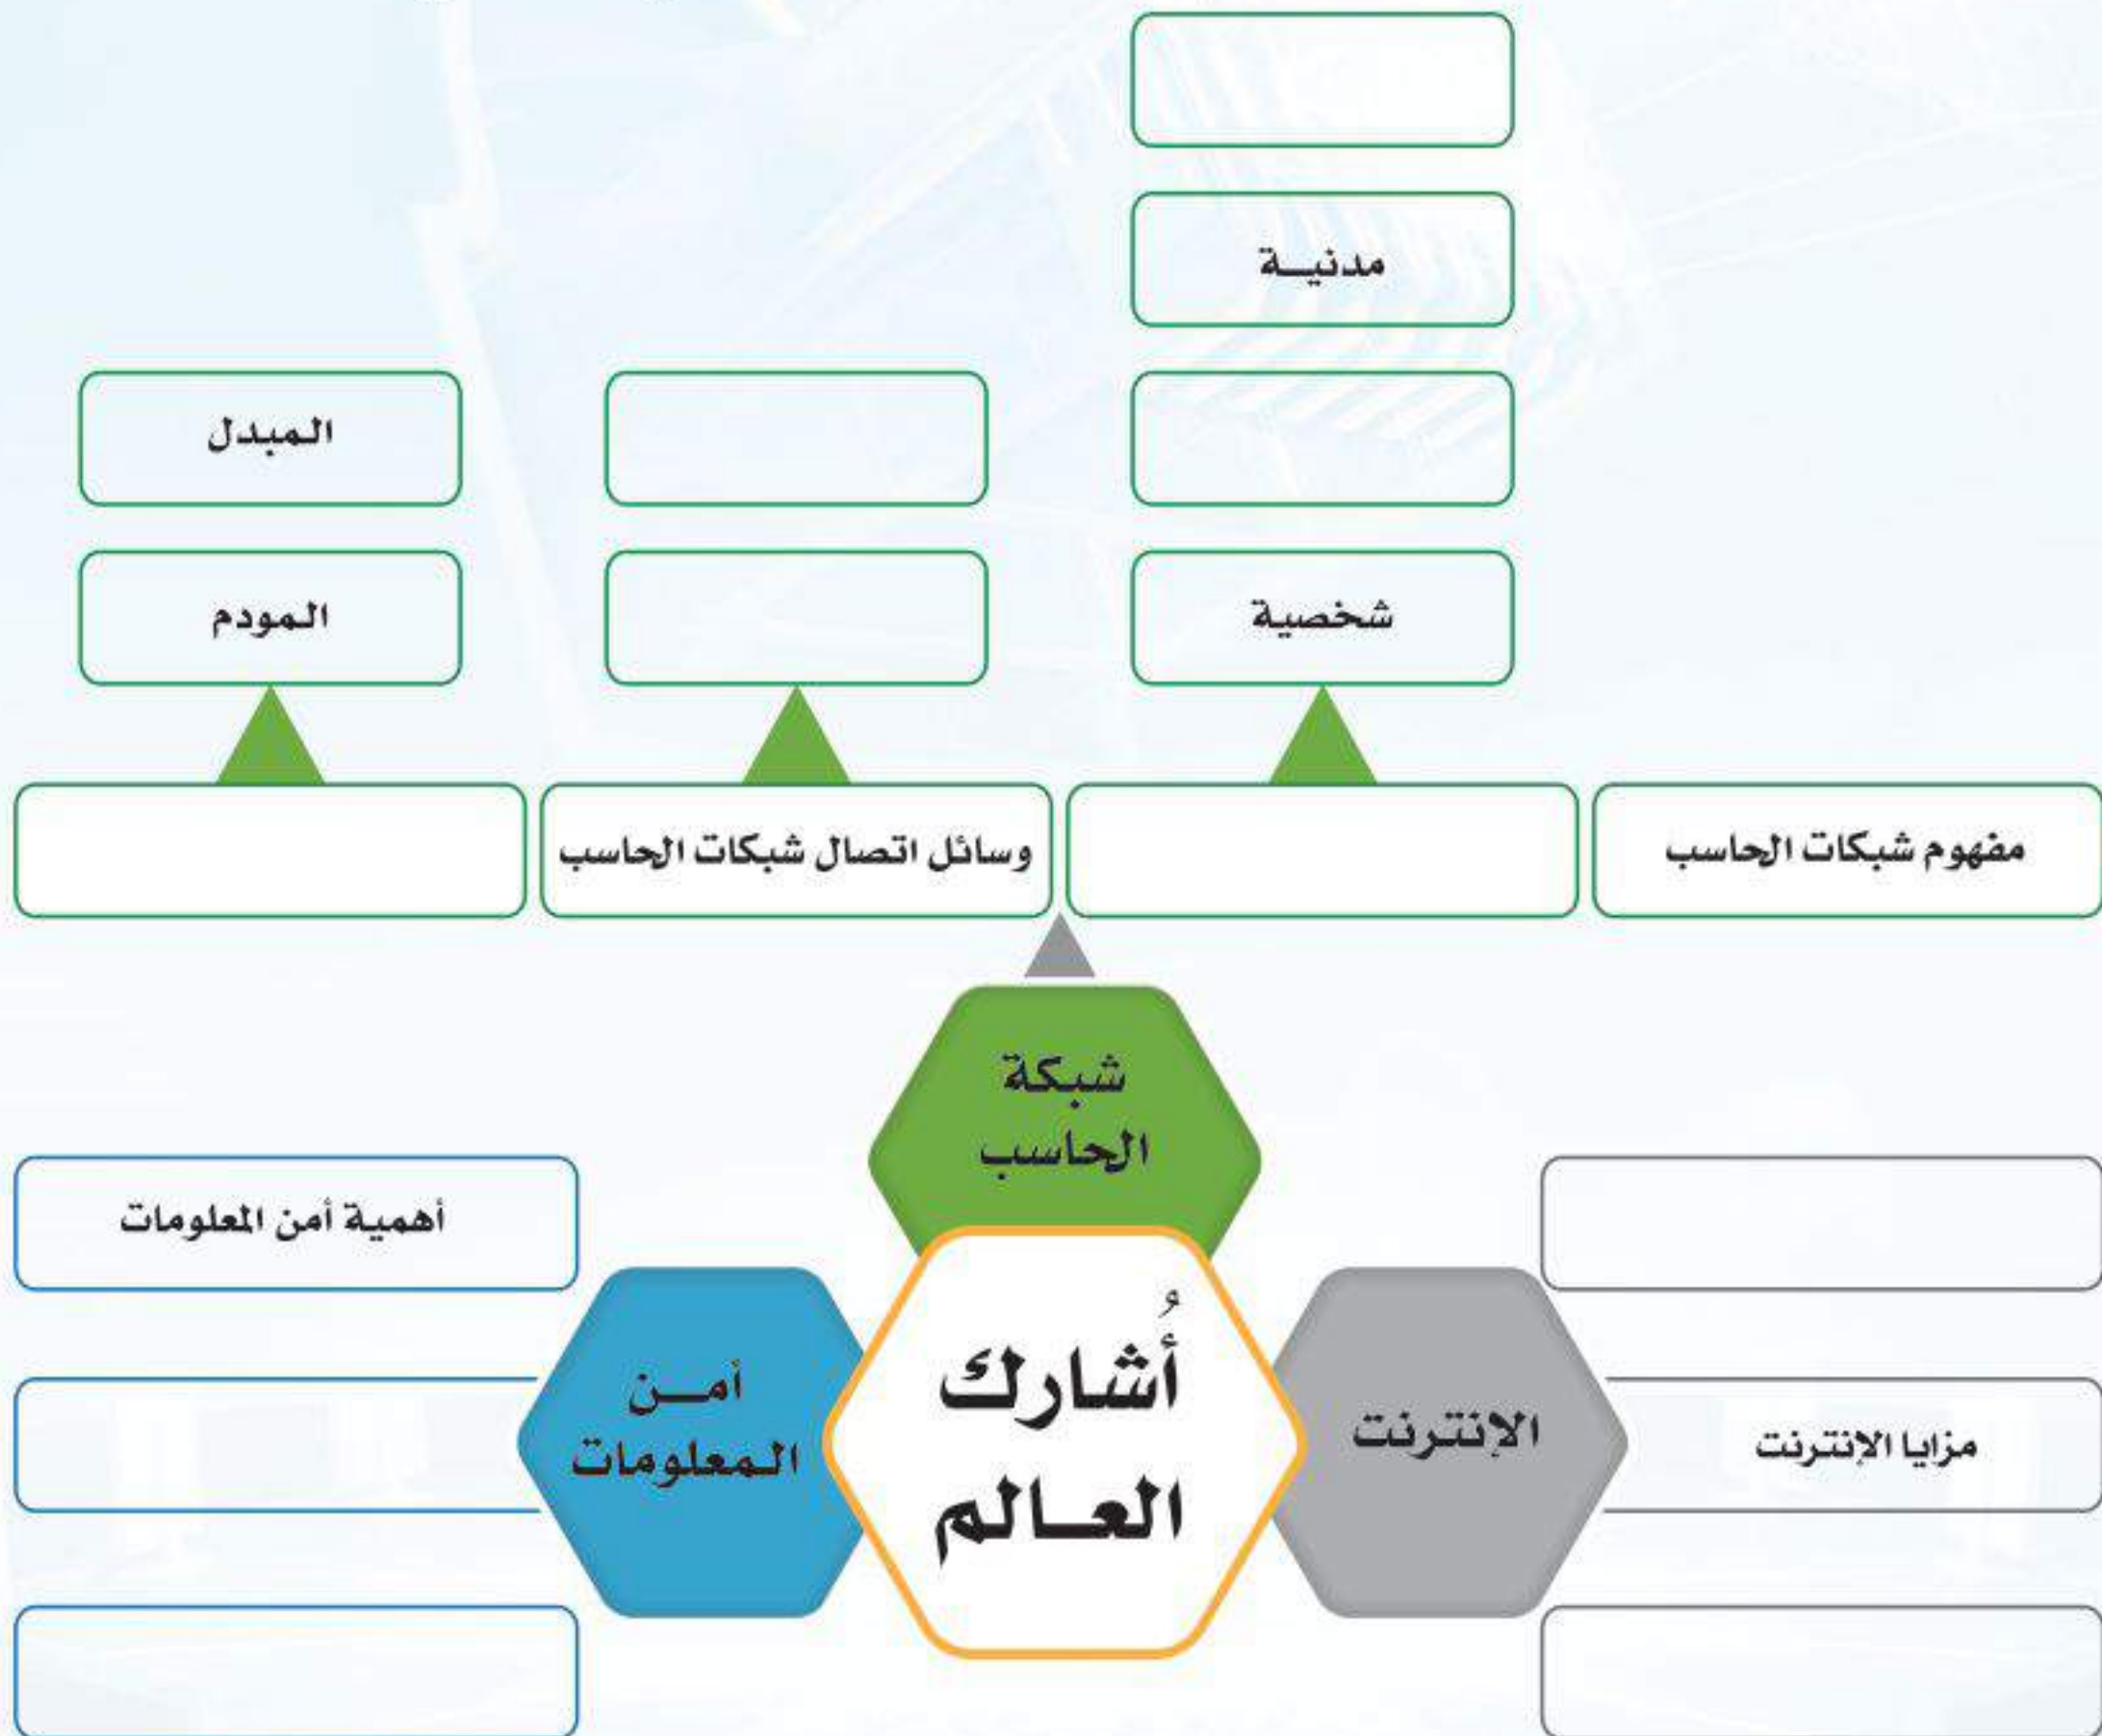 مدنيــة
المبدل
شخصية
المودم
مفهوم شبكات الحاسب
وسائل اتصال شبكات الحاسب
شبكة
الحاسب
أهمية أمن المعلومات
أُشارك
العــالم
الإنترنت
مزايا الإنترنت
أمــن
المعلومات